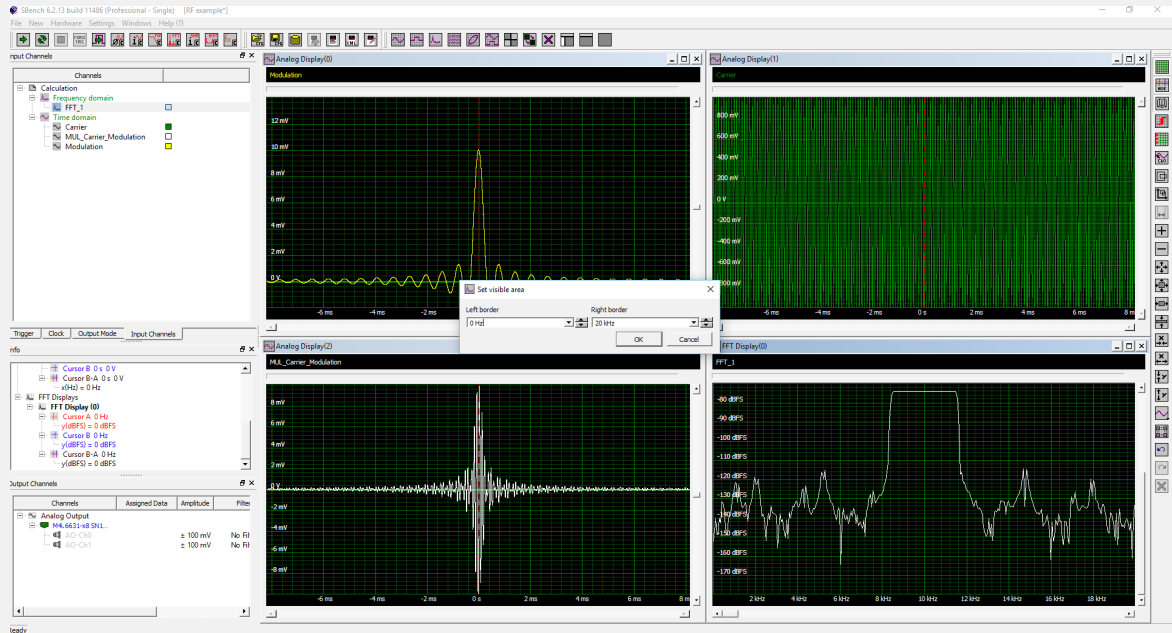 SBench 6.2.13 build 11486 (Professional - Single) [RF example*]
File New Hardware Settings Windows Help (?)
Input Channels
Channels
Calculation
Frequency domain
FFT_1
Time domain
Carrier
MUL_Carrier_Modulation
Modulation
Trigger Clock Output Mode Input Channels
Info
Cursor B 0 s 0 V
Cursor B-A 0 s 0 V
x(Hz) = 0 Hz
FFT Displays
FFT Display (0)
Cursor A 0 Hz
y(dBFS) = 0 dBFS
Cursor B 0 Hz
y(dBFS) = 0 dBFS
Cursor B-A 0 Hz
y(dBFS) = 0 dBFS
Output Channels
Channels Assigned Data Amplitude Filter
Analog Output
M4i.6631-x8 SN1...
AO-Ch0 ± 100 mV No Fil
AO-Ch1 ± 100 mV No Fil
Ready
Analog Display(0)
Modulation
12 mV
10 mV
8 mV
6 mV
4 mV
2 mV
0 V
-6 ms -4 ms -2 ms
Analog Display(1)
Carrier
800 mV
600 mV
400 mV
200 mV
0 V
-200 mV
-400 mV
-600 mV
-800 mV
-6 ms -4 ms -2 ms 0 s 2 ms 4 ms 6 ms 8 m
Set visible area
Left border Right border
0 Hz 20 kHz
OK Cancel
Analog Display(2)
MUL_Carrier_Modulation
8 mV
6 mV
4 mV
2 mV
0 V
-2 mV
-4 mV
-6 mV
-8 mV
-6 ms -4 ms -2 ms 0 s 2 ms 4 ms 6 ms 8 m
FFT Display(0)
FFT_1
-80 dBFS
-90 dBFS
-100 dBFS
-110 dBFS
-120 dBFS
-130 dBFS
-140 dBFS
-150 dBFS
-160 dBFS
-170 dBFS
2 kHz 4 kHz 6 kHz 8 kHz 10 kHz 12 kHz 14 kHz 16 kHz 18 kHz